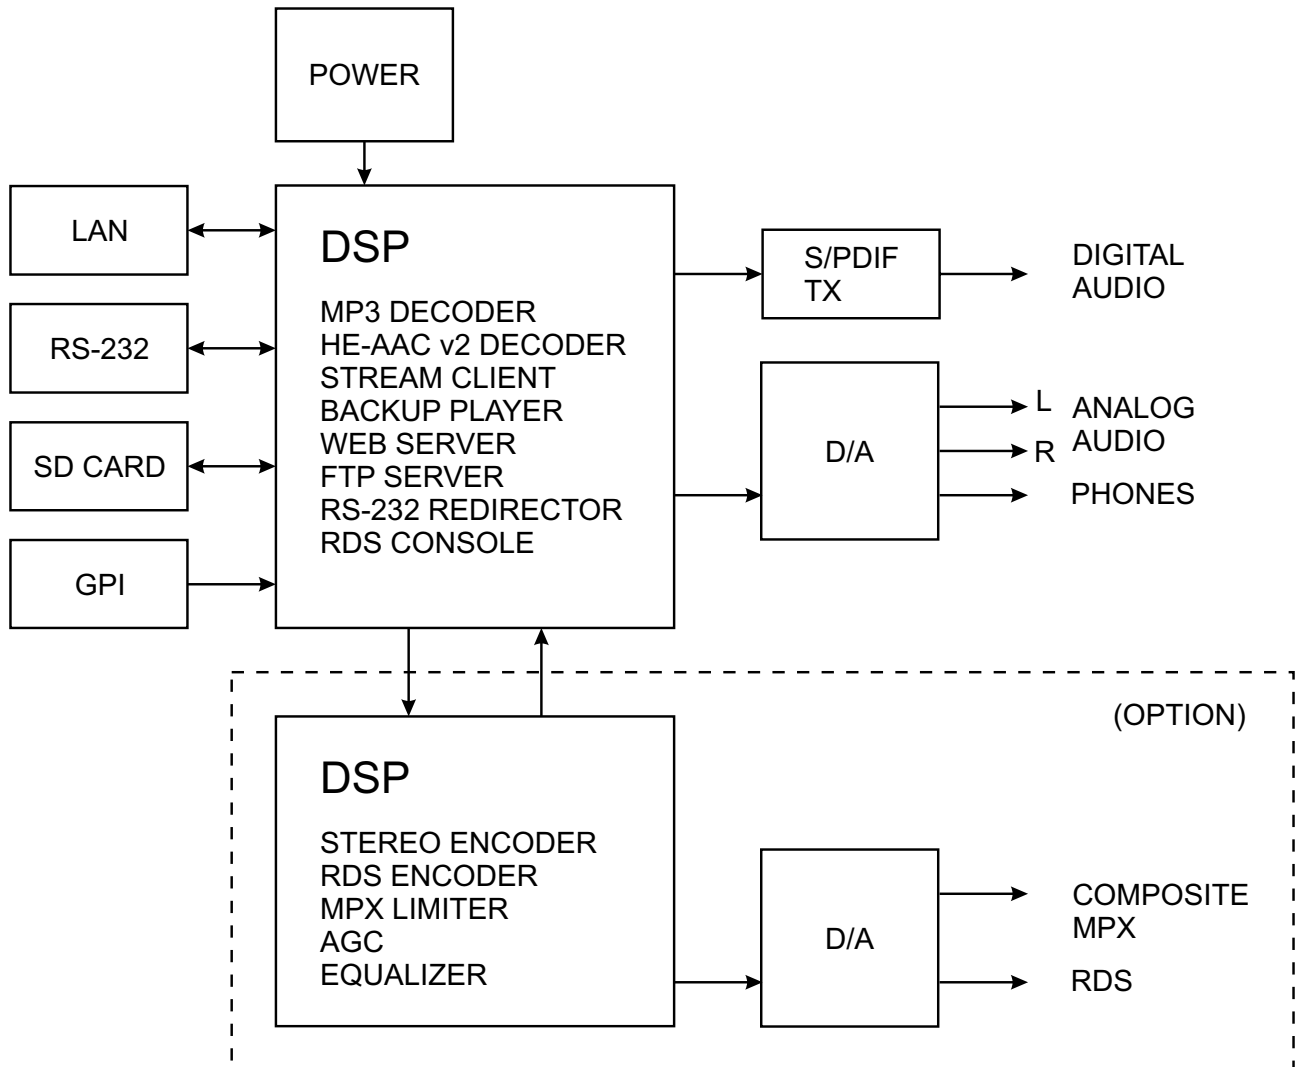 POWER
LAN
RS-232
SD CARD
GPI
DSP
MP3 DECODER
HE-AAC v2 DECODER
STREAM CLIENT
BACKUP PLAYER
WEB SERVER
FTP SERVER
RS-232 REDIRECTOR
RDS CONSOLE
S/PDIF
TX
DIGITAL
AUDIO
D/A
L
R
ANALOG
AUDIO
PHONES
(OPTION)
DSP
STEREO ENCODER
RDS ENCODER
MPX LIMITER
AGC
EQUALIZER
D/A
COMPOSITE
MPX
RDS